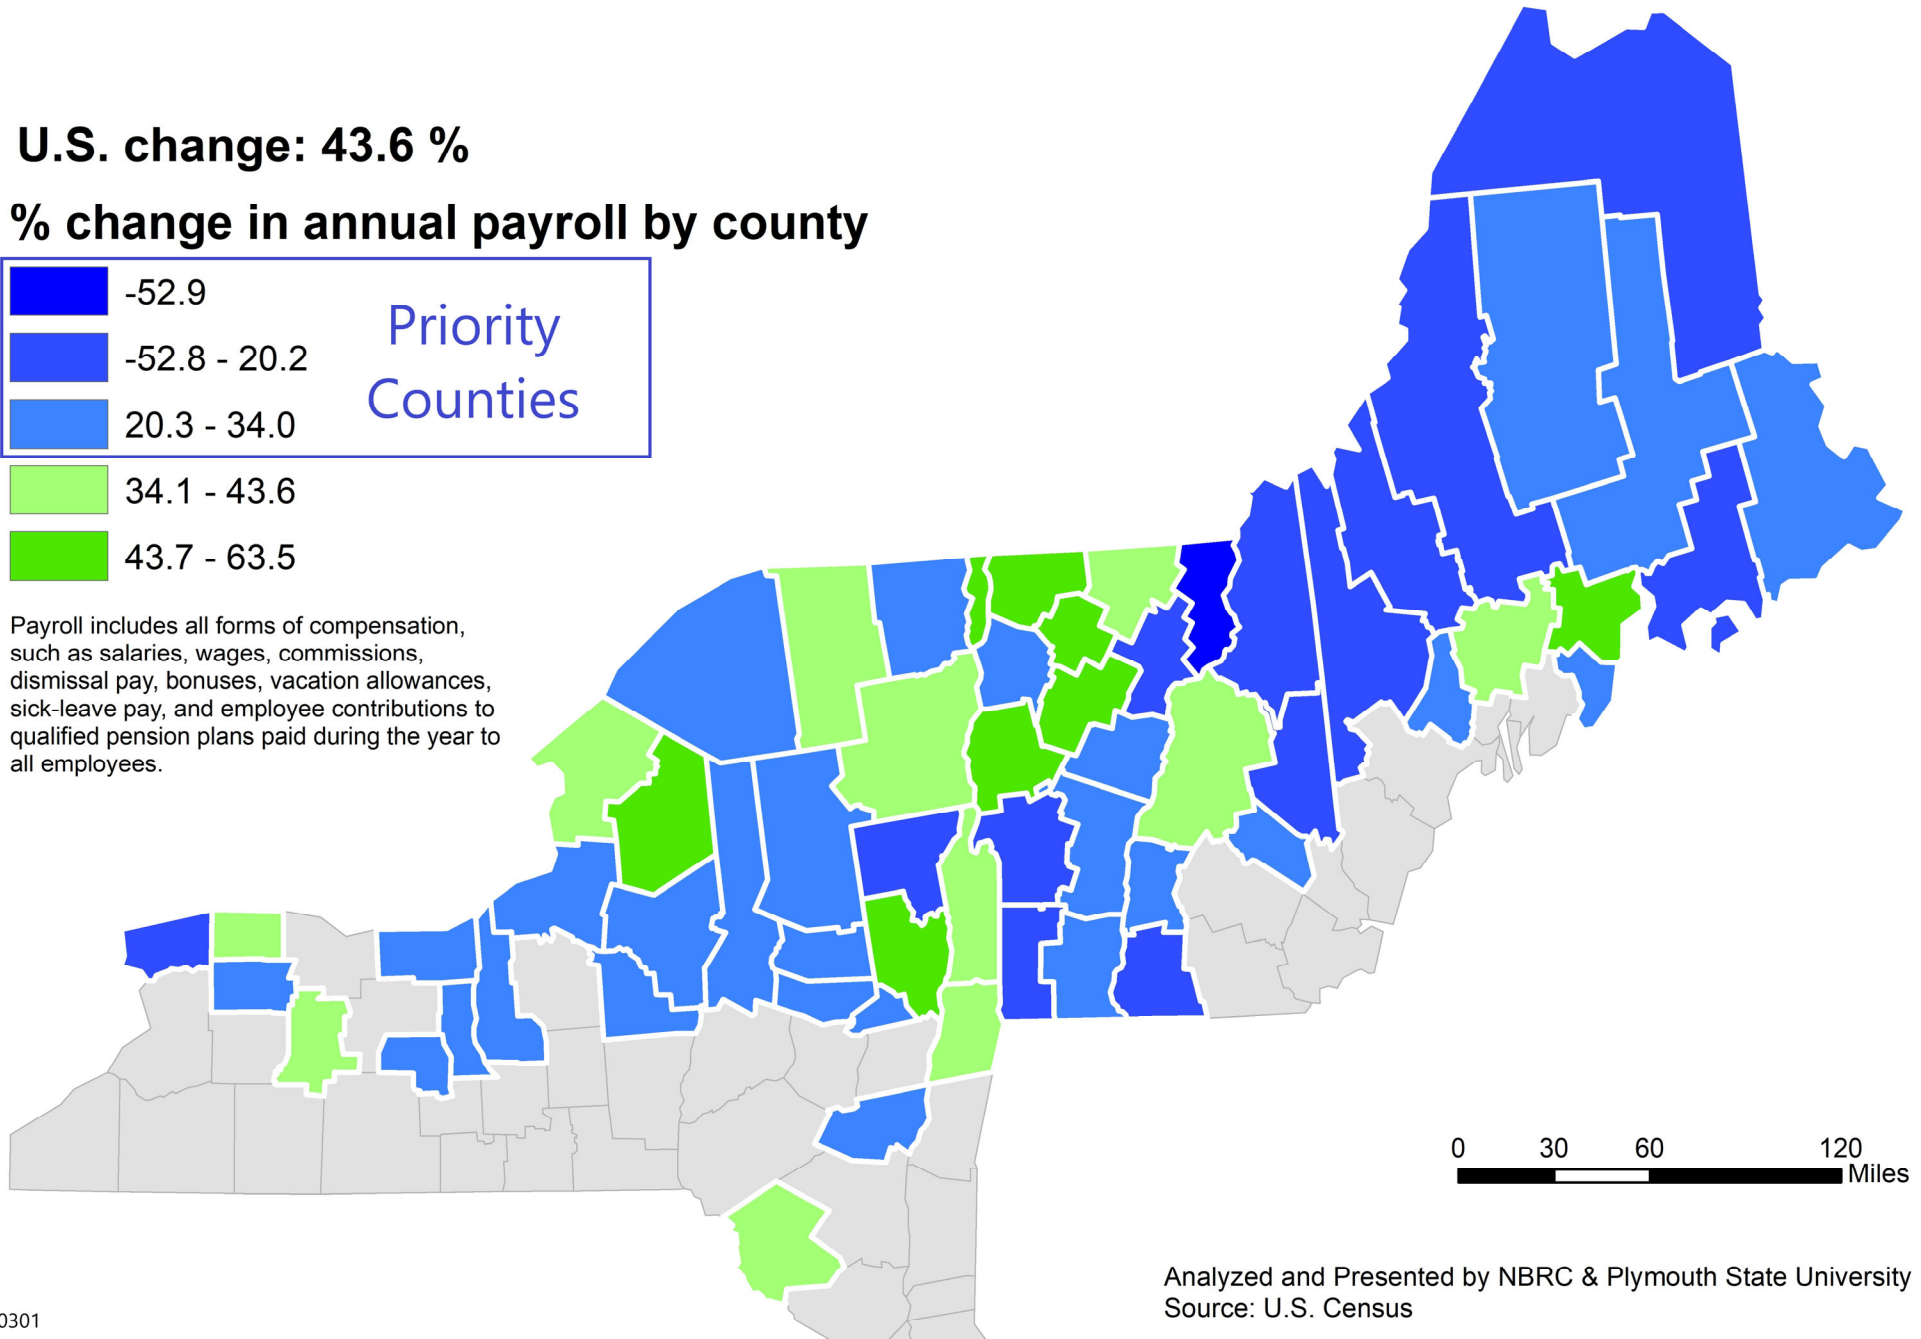 U.S. change: 43.6 %
% change in annual payroll by county
-52.9
-52.8 - 20.2
20.3 - 34.0
Priority
Counties
34.1 - 43.6
43.7 - 63.5
Payroll includes all forms of compensation,
such as salaries, wages, commissions,
dismissal pay, bonuses, vacation allowances,
sick-leave pay, and employee contributions to
qualified pension plans paid during the year to
all employees.
0 30 60 120
Miles
Analyzed and Presented by NBRC & Plymouth State University
Source: U.S. Census
0301